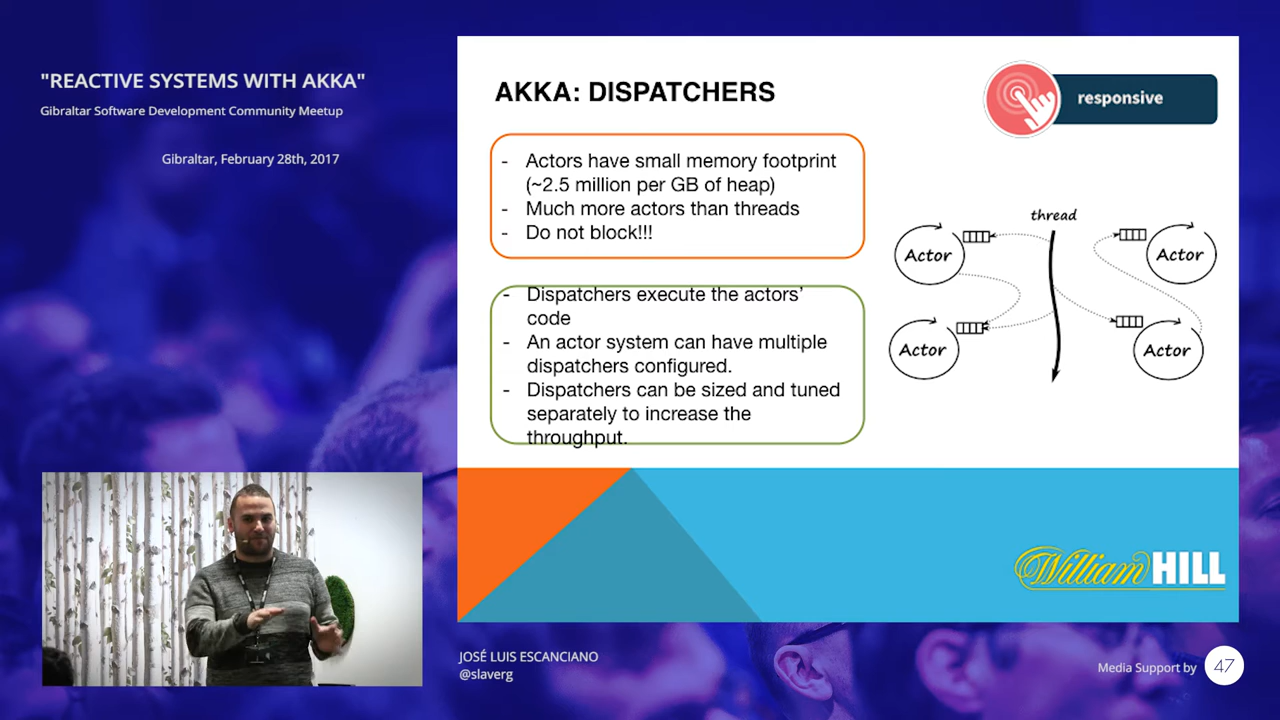 "REACTIVE SYSTEMS WITH AKKA"
Gibraltar Software Development Community Meetup
Gibraltar, February 28th, 2017
AKKA: DISPATCHERS
responsive
- Actors have small memory footprint
(~2.5 million per GB of heap)
- Much more actors than threads
- Do not block!!!
- Dispatchers execute the actors'
code
- An actor system can have multiple
dispatchers configured.
- Dispatchers can be sized and tuned
separately to increase the
throughput.
thread
Actor
Actor
Actor
Actor
William HILL
JOSÉ LUIS ESCANCIANO
@slaverg
Media Support by 47